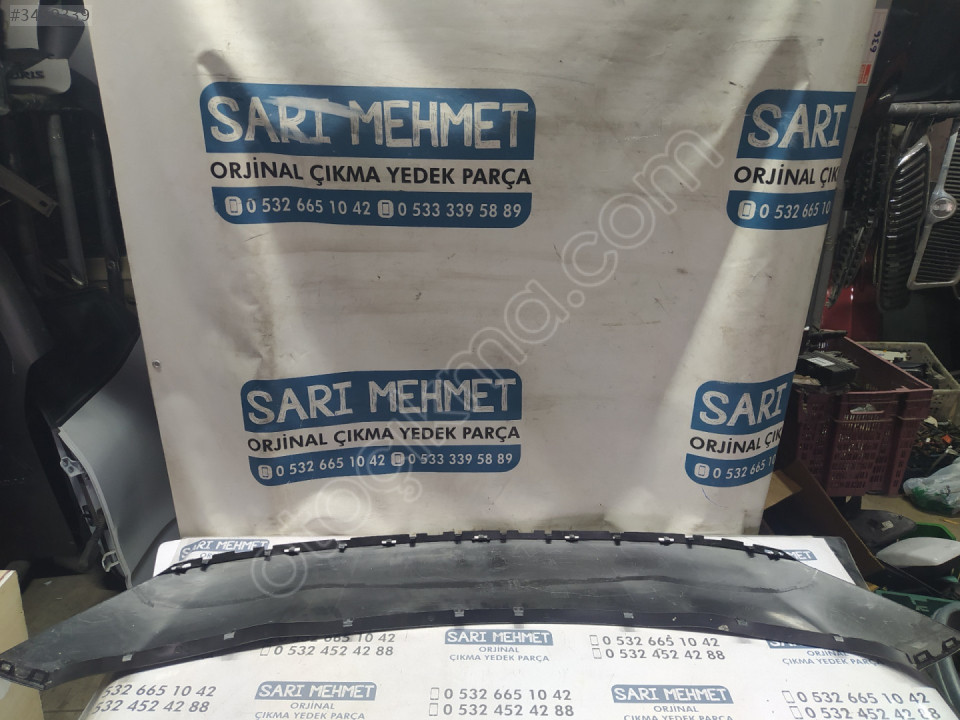 SARI MEHMET
ORJİNAL ÇIKMA YEDEK PARÇA
0 532 665 10 42 0 533 339 58 89
SARI
ORJİNAL ÇIK
0 532 665 10
SARI MEHMET
ORJİNAL ÇIKMA YEDEK PARÇA
0 532 665 10 42 0 533 339 58 89
SARI
ORJİNAL ÇIK
0 532 665 10
otoçıkma.com
SARI MEHMET
0 532 452 42 88
SARI MEHMET
ORJİNAL
ÇIKMA YEDEK PARÇA
0 532 665 10 42
0 532 452 42 88
532 665 10 42
532 452 42 88
SARI MEHMET
ORJİNAL
ÇIKMA YEDEK PARÇA
0 532 665 10 42
0 532 452 42 88
SARI MEHMET
ORJİNAL
ÇIKMA YEDEK PARÇA
0 532 665 10 42